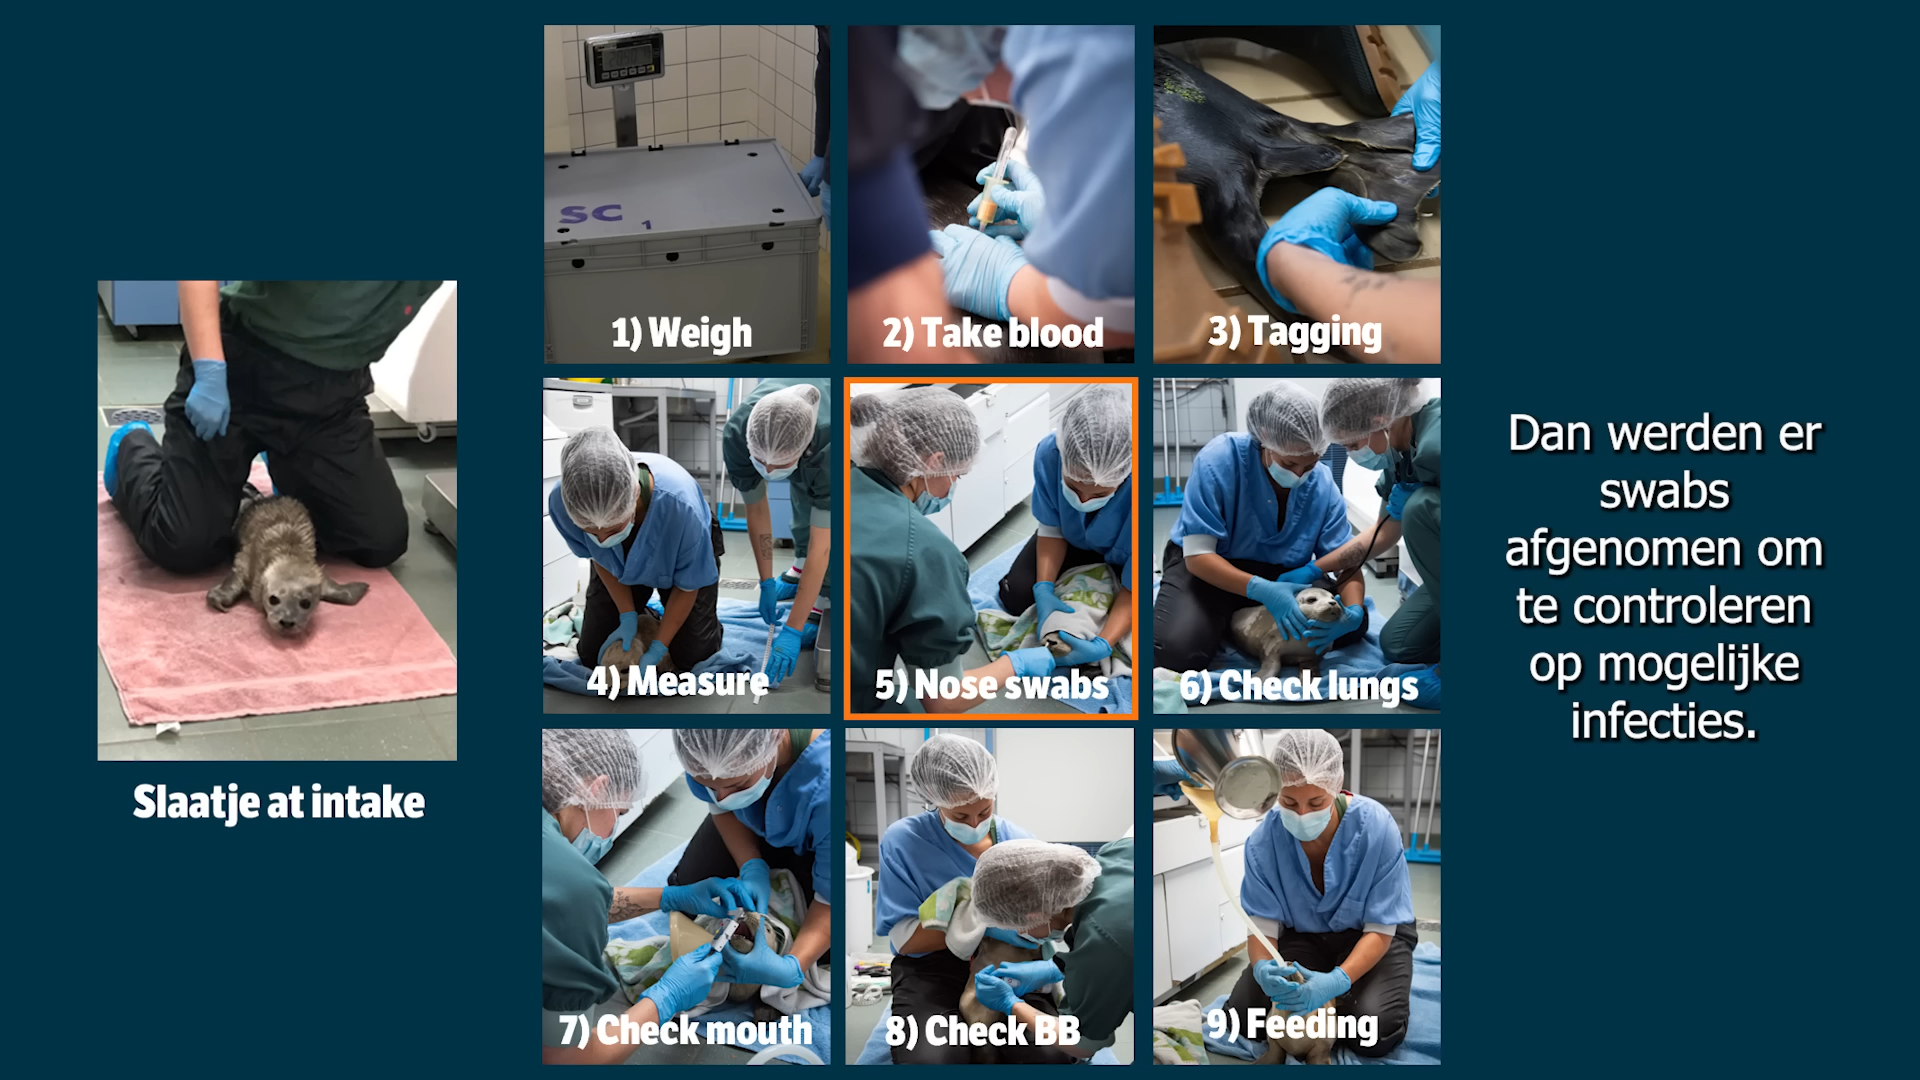 SC 1
1) Weigh
2) Take blood
3) Tagging
4) Measure
5) Nose swabs
6) Check lungs
7) Check mouth
8) Check BB
9) Feeding
Slaatje at intake
Dan werden er
swabs
afgenomen om
te controleren
op mogelijke
infecties.